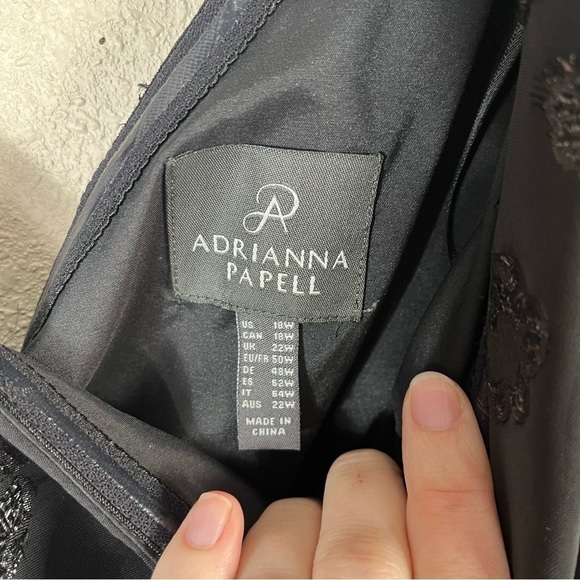 AP
ADRIANNA
PAPELL
US 18W
CAN 18W
UK 22W
EU/FR 50W
DE 48W
ES 52W
IT 54W
AUS 22W
MADE IN
CHINA